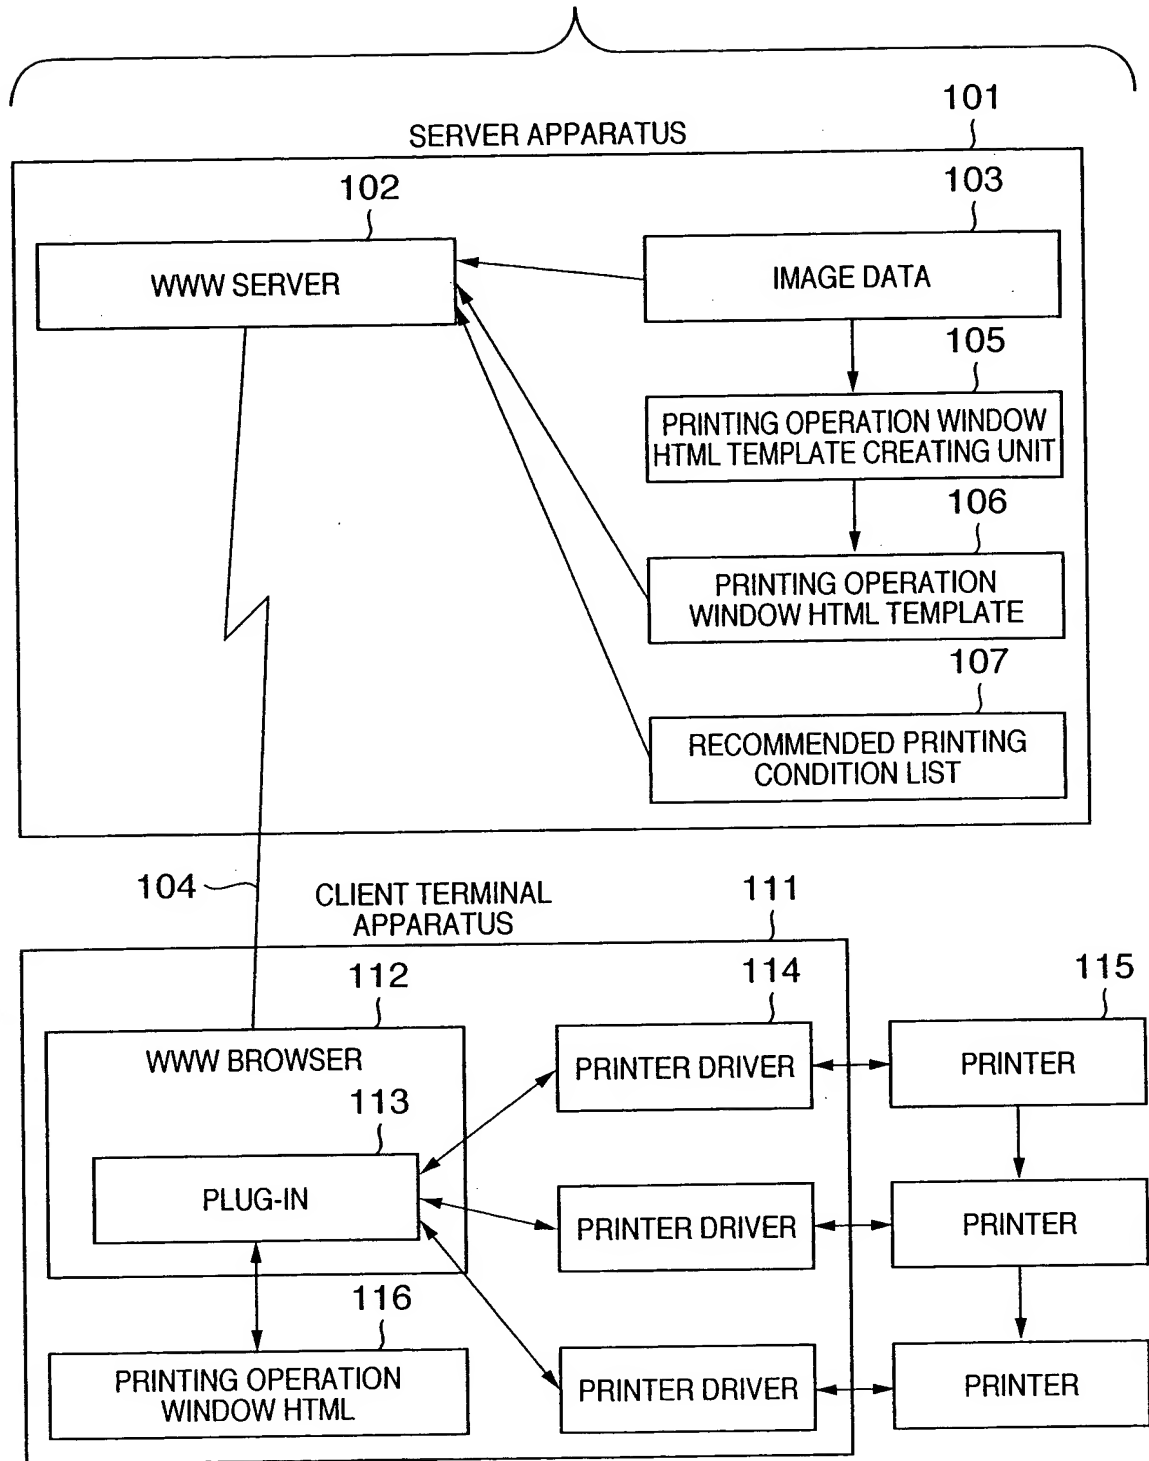 101
SERVER APPARATUS
102
103
WWW SERVER
IMAGE DATA
105
PRINTING OPERATION WINDOW
HTML TEMPLATE CREATING UNIT
106
PRINTING OPERATION
WINDOW HTML TEMPLATE
107
RECOMMENDED PRINTING
CONDITION LIST
104
CLIENT TERMINAL
APPARATUS
111
112
114
115
WWW BROWSER
PRINTER DRIVER
PRINTER
113
PLUG-IN
PRINTER DRIVER
PRINTER
116
PRINTING OPERATION
WINDOW HTML
PRINTER DRIVER
PRINTER